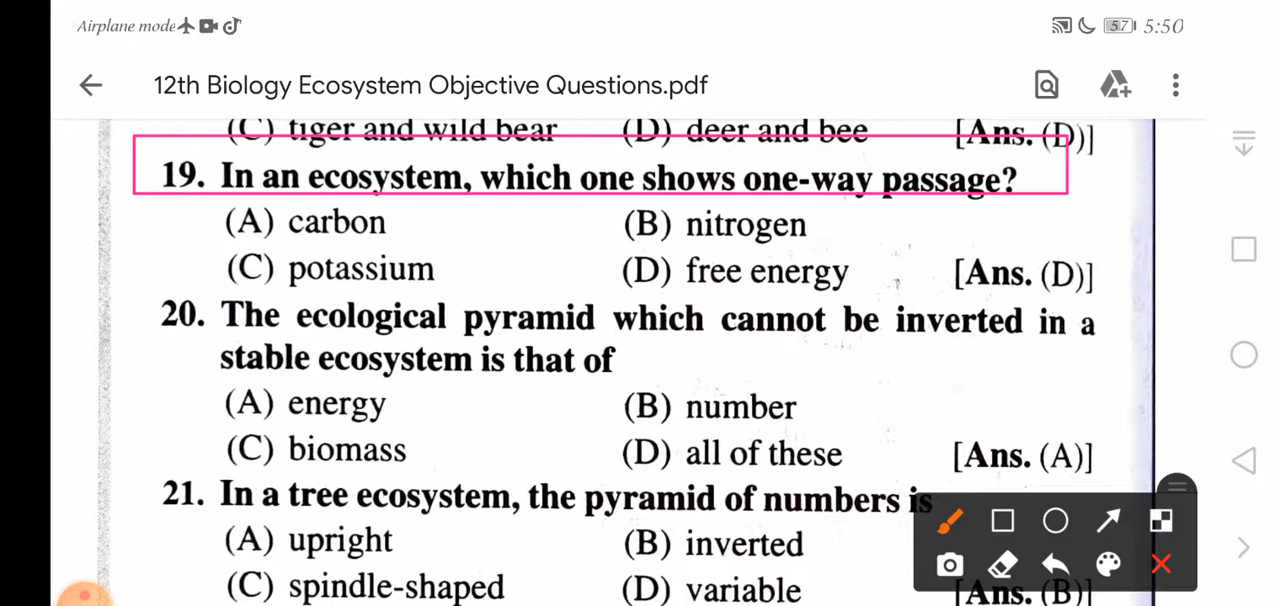 Airplane mode
57 5:50
12th Biology Ecosystem Objective Questions.pdf
(C) tiger and wild bear (D) deer and bee [Ans. (D)]
19. In an ecosystem, which one shows one-way passage?
(A) carbon (B) nitrogen
(C) potassium (D) free energy [Ans. (D)]
20. The ecological pyramid which cannot be inverted in a
stable ecosystem is that of
(A) energy (B) number
(C) biomass (D) all of these [Ans. (A)]
21. In a tree ecosystem, the pyramid of numbers is
(A) upright (B) inverted
(C) spindle-shaped (D) variable [Ans. (B)]